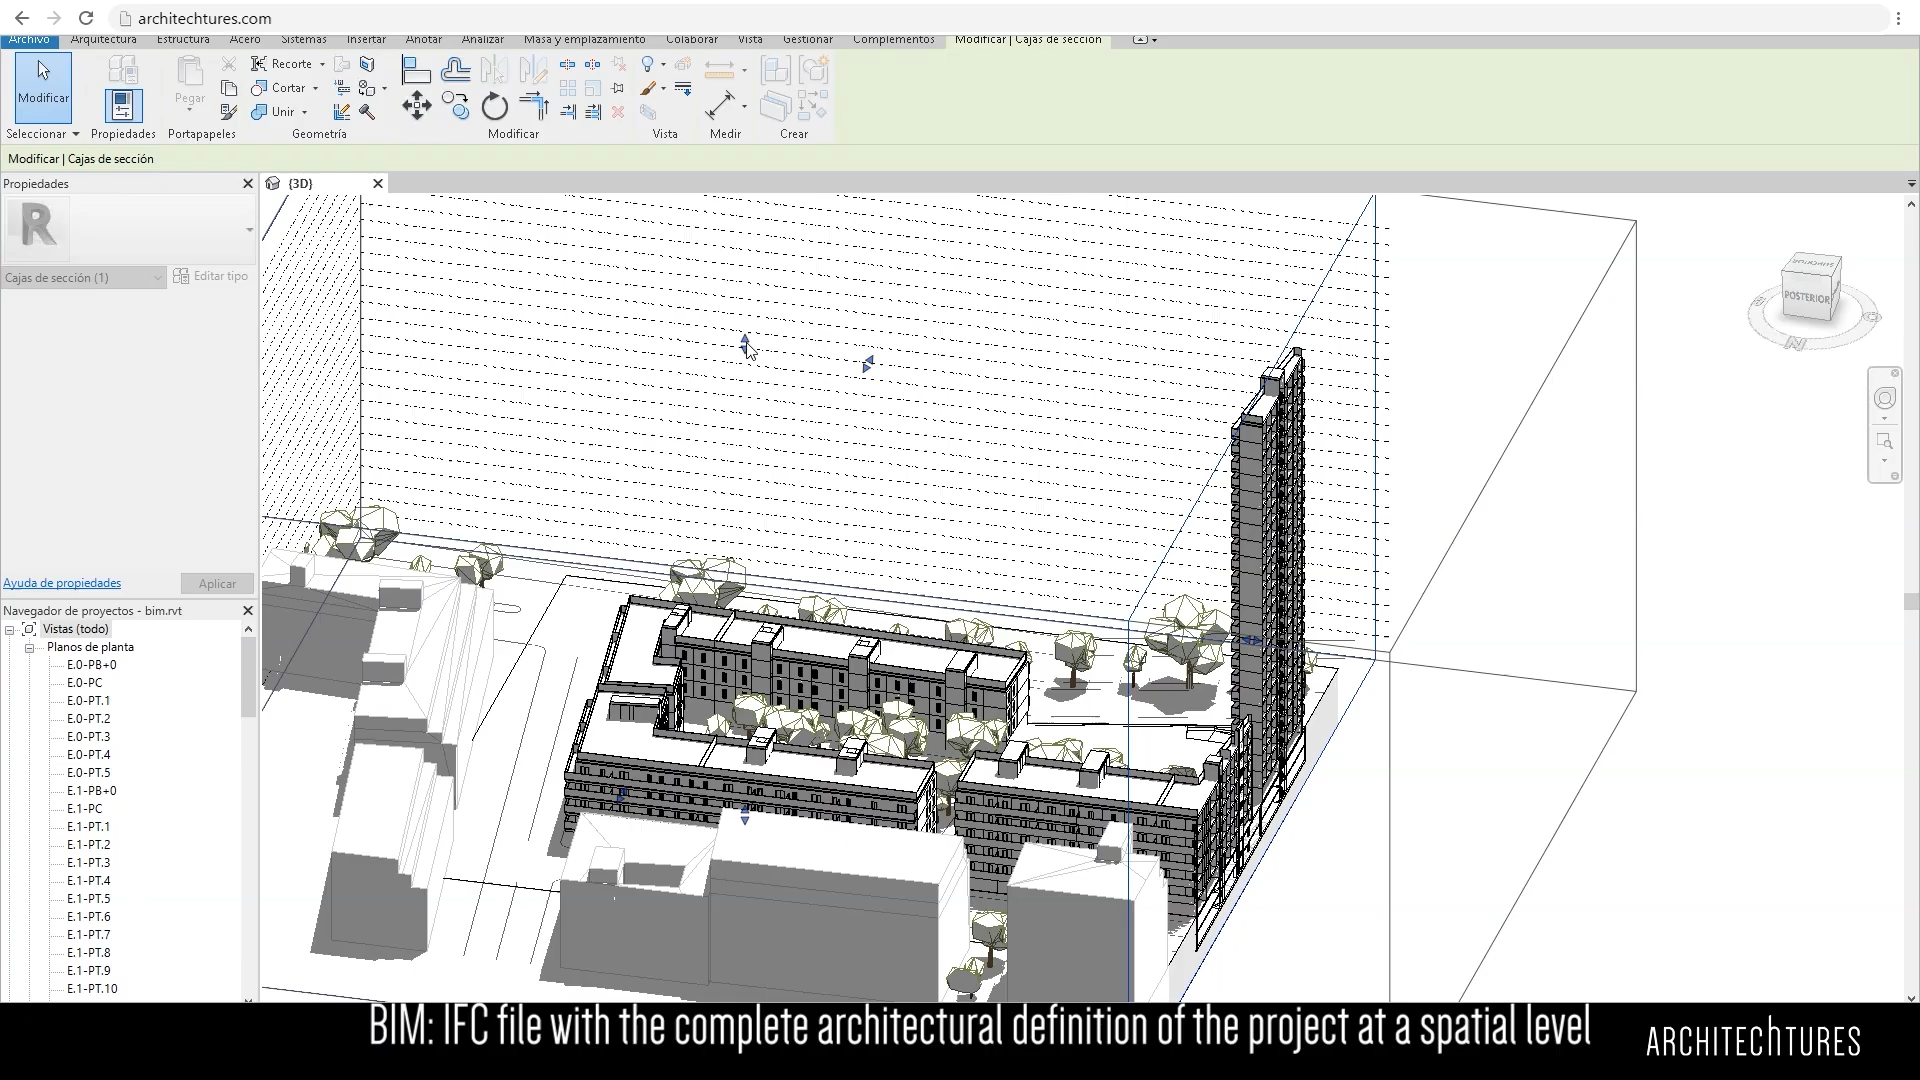 architechtures.com
Archivo Arquitectura Estructura Acero Sistemas Insertar Anotar Analizar Masa y emplazamiento Colaborar Vista Gestionar Complementos Modificar | Cajas de sección
Modificar
Pegar
Recorte
Cortar
Unir
Seleccionar Propiedades Portapapeles Geometría Modificar Vista Medir Crear
Modificar | Cajas de sección
Propiedades
{3D}
R
Cajas de sección (1)
Editar tipo
POSTERIOR
N
Ayuda de propiedades
Aplicar
Navegador de proyectos - bim.rvt
Vistas (todo)
Planos de planta
E.0-PB+0
E.0-PC
E.0-PT.1
E.0-PT.2
E.0-PT.3
E.0-PT.4
E.0-PT.5
E.1-PB+0
E.1-PC
E.1-PT.1
E.1-PT.2
E.1-PT.3
E.1-PT.4
E.1-PT.5
E.1-PT.6
E.1-PT.7
E.1-PT.8
E.1-PT.9
E.1-PT.10
BIM: IFC file with the complete architectural definition of the project at a spatial level
ARCHITEChTURES